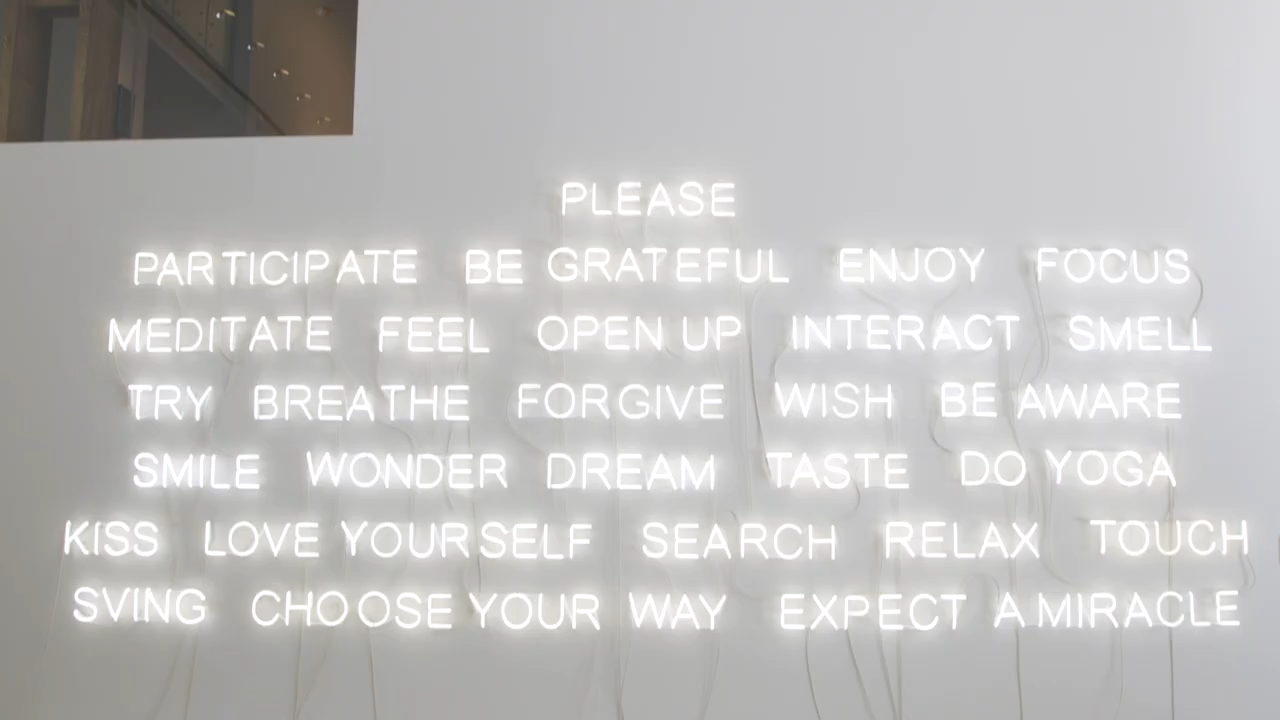 PLEASE
PARTICIPATE BE GRATEFUL ENJOY FOCUS
MEDITATE FEEL OPEN UP INTERACT SMELL
TRY BREATHE FORGIVE WISH BE AWARE
SMILE WONDER DREAM TASTE DO YOGA
KISS LOVE YOURSELF SEARCH RELAX TOUCH
SVING CHOOSE YOUR WAY EXPECT A MIRACLE